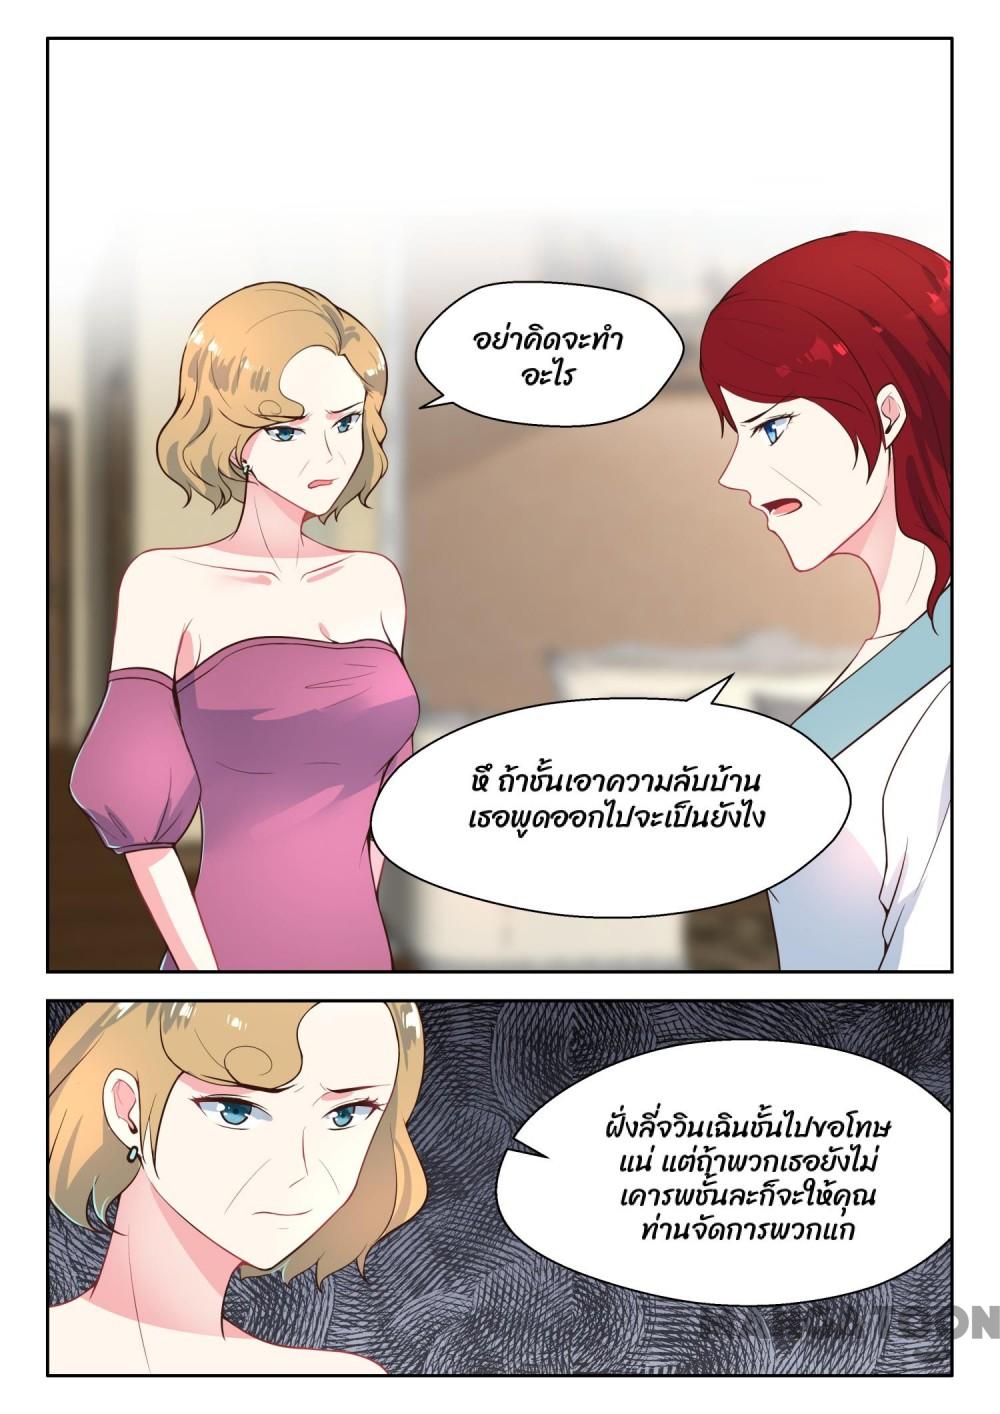 อย่าคิดจะทำ
อะไร
หึ ถ้าชั้นเอาความลับบ้าน
เธอพูดออกไปจะเป็นยังไง
ฝั่งลี่จวินเฉินชั้นไปขอโทษ
แน่ แต่ถ้าพวกเธอยังไม่
เคารพชั้นละก็จะให้คุณ
ท่านจัดการพวกแก
MANGATOON